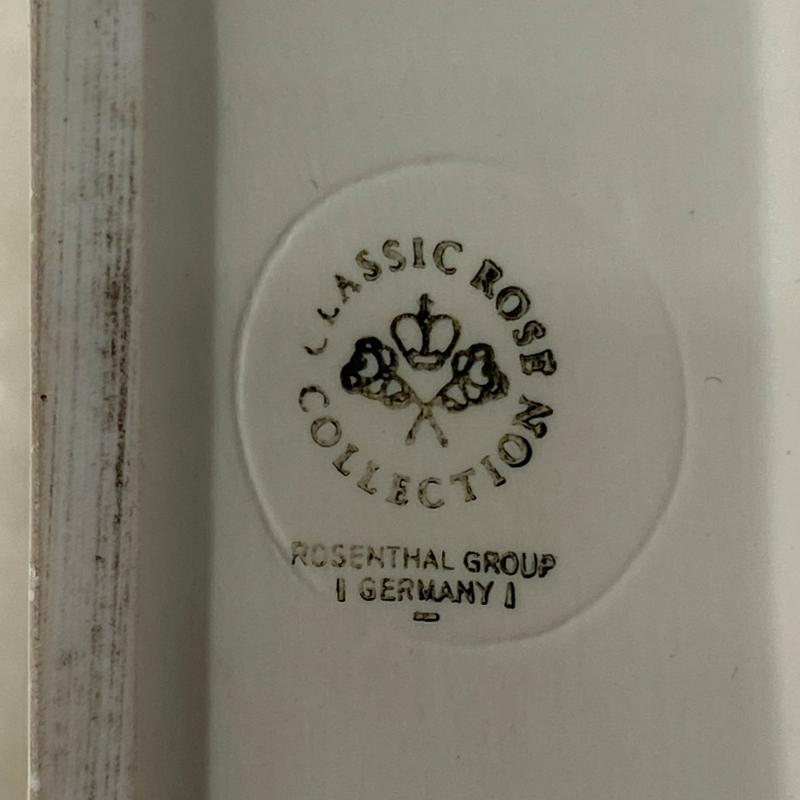 CLASSIC ROSE
COLLECTION
ROSENTHAL GROUP
GERMANY